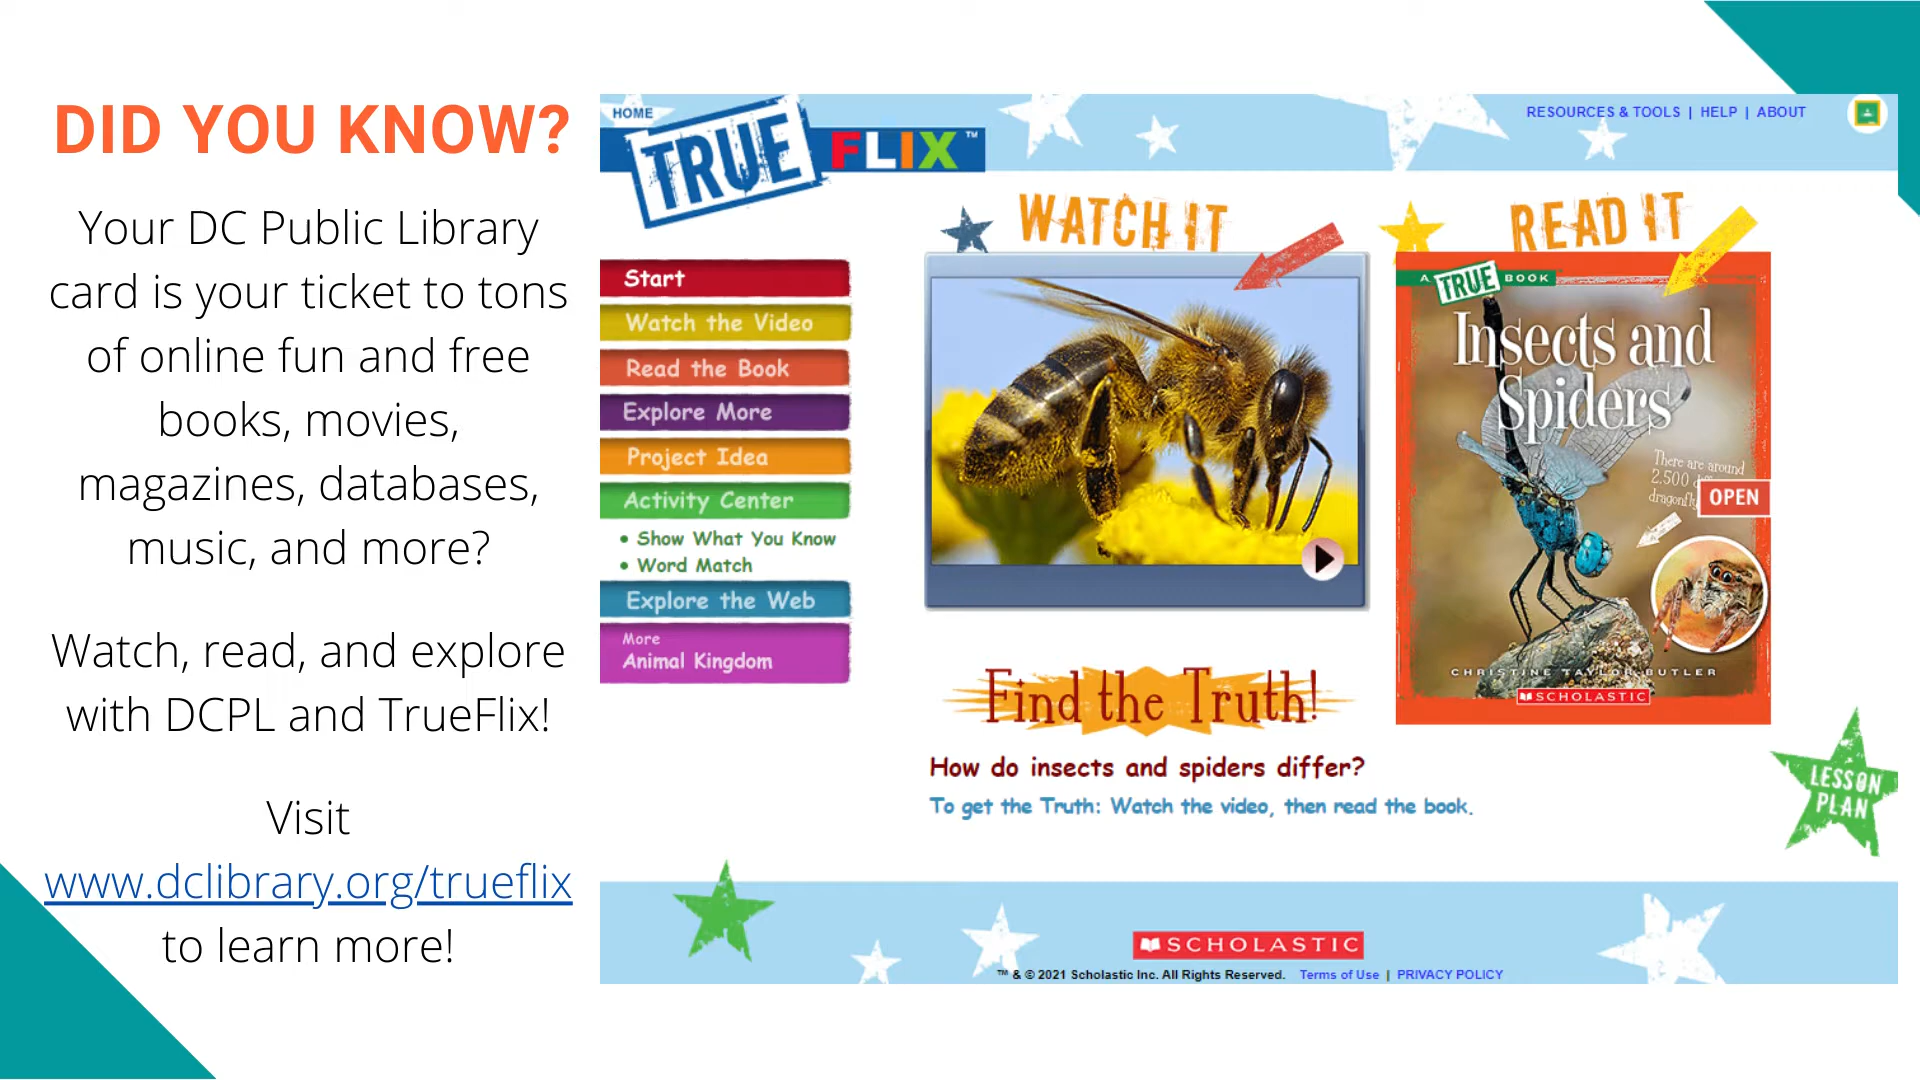 DID YOU KNOW?
Your DC Public Library
card is your ticket to tons
of online fun and free
books, movies,
magazines, databases,
music, and more?
Watch, read, and explore
with DCPL and TrueFlix!
Visit
www.dclibrary.org/trueflix
to learn more!
HOME
TRUE FLIX™
RESOURCES & TOOLS | HELP | ABOUT
Start
Watch the Video
Read the Book
Explore More
Project Idea
Activity Center
• Show What You Know
• Word Match
Explore the Web
More
Animal Kingdom
WATCH IT
READ IT
A TRUE BOOK
Insects and
Spiders
There are around
2,500
dragonfly
OPEN
CHRISTINE TAYLOR-BUTLER
SCHOLASTIC
Find the Truth!
How do insects and spiders differ?
To get the Truth: Watch the video, then read the book.
LESSON
PLAN
SCHOLASTIC
™ & © 2021 Scholastic Inc. All Rights Reserved. Terms of Use | PRIVACY POLICY